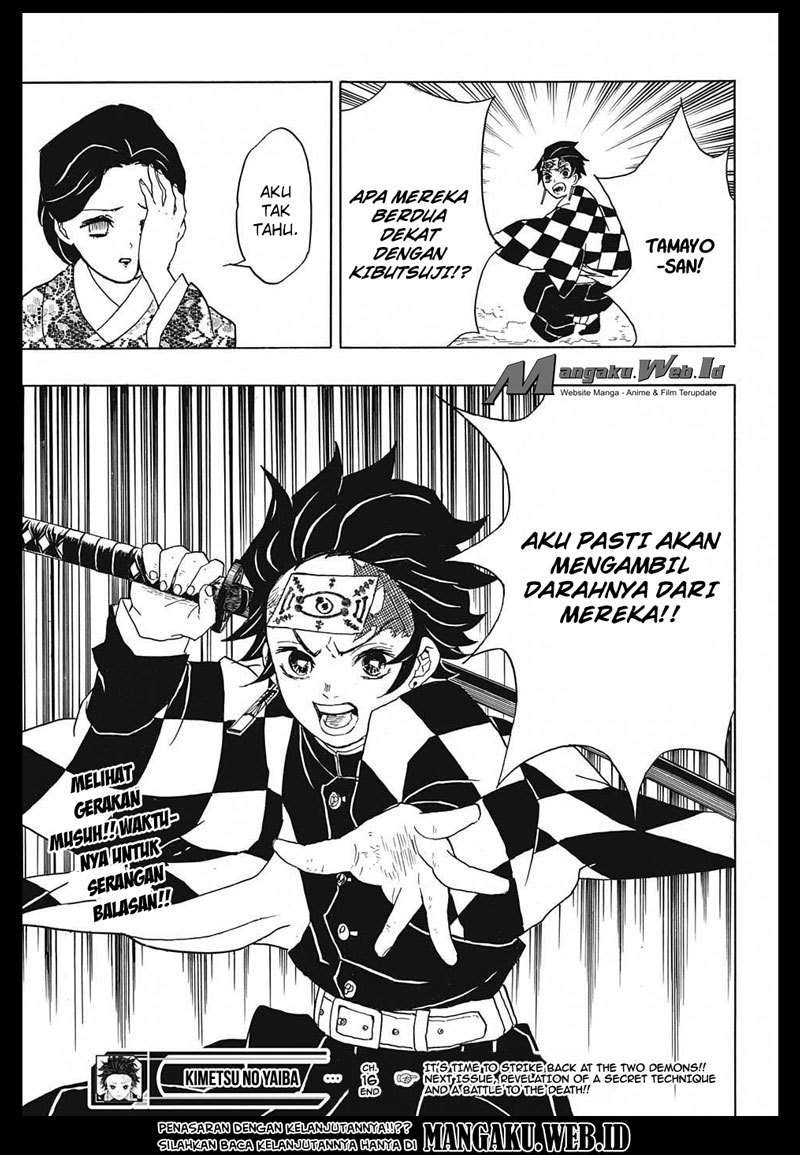 TAMAYO
-SAN!
APA MEREKA
BERDUA
DEKAT
DENGAN
KIBUTSUJI!?
AKU
TAK
TAHU.
Mangaku.Web.Id
Website Manga - Anime & Film Terupdate
AKU PASTI AKAN
MENGAMBIL
DARAHNYA DARI
MEREKA!!
MELIHAT
GERAKAN
MUSUH!! WAKTU-
NYA UNTUK
SERANGAN
BALASAN!!
KIMETSU NO YAIBA
...
CH.
16
END
IT'S TIME TO STRIKE BACK AT THE TWO DEMONS!!
NEXT ISSUE, REVELATION OF A SECRET TECHNIQUE
AND A BATTLE TO THE DEATH!!
PENASARAN DENGAN KELANJUTANNYA!!!??
SILAHKAN BACA KELANJUTANNYA HANYA DI
MANGAKU.WEB.ID